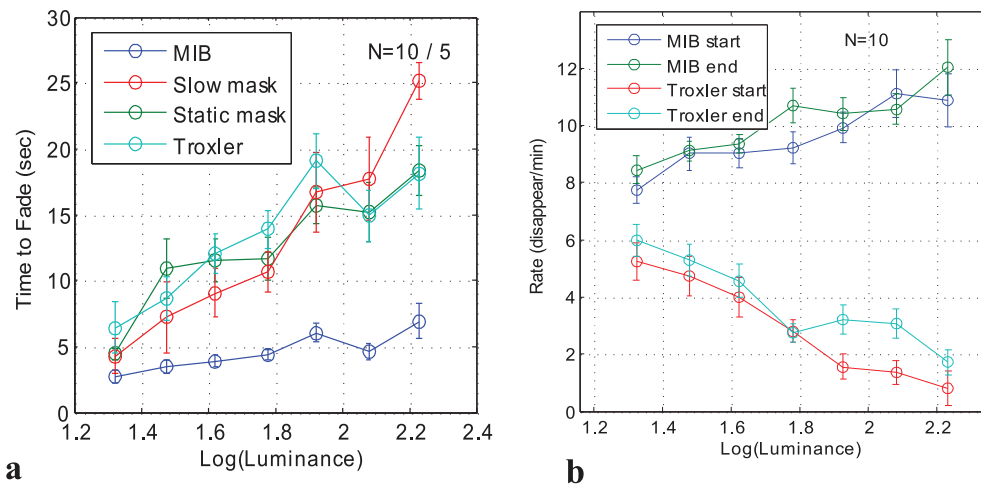 30
25
20
15
10
5
0
Time to Fade (sec)
MIB
Slow mask
Static mask
Troxler
N=10 / 5
1.2 1.4 1.6 1.8 2 2.2 2.4
Log(Luminance)
a
12
10
8
6
4
2
0
Rate (disappear/min)
MIB start
MIB end
Troxler start
Troxler end
N=10
1.2 1.4 1.6 1.8 2 2.2
Log(Luminance)
b